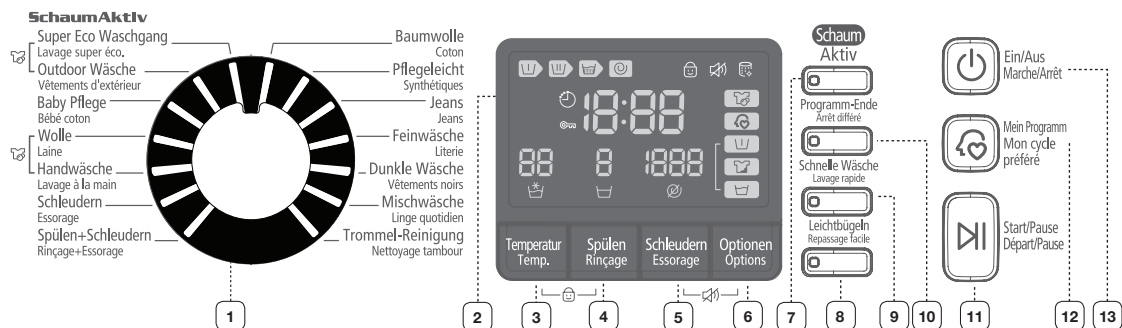 SchaumAktiv
Super Eco Waschgang
Lavage super éco.
Outdoor Wäsche
Vêtements d'extérieur
Baby Pflege
Bébé coton
Wolle
Laine
Handwäsche
Lavage à la main
Schleudern
Essorage
Spülen+Schleudern
Rinçage+Essorage
Baumwolle
Coton
Pflegeleicht
Synthétiques
Jeans
Jeans
Feinwäsche
Literie
Dunkle Wäsche
Vêtements noirs
Mischwäsche
Linge quotidien
Trommel-Reinigung
Nettoyage tambour
18:88
88 8 1888
Temperatur
Temp.
Spülen
Rinçage
Schleudern
Essorage
Optionen
Options
Schaum
Aktiv
Programm-Ende
Arrêt différé
Schnelle Wäsche
Lavage rapide
Leichtbügeln
Repassage facile
Ein/Aus
Marche/Arrêt
Mein Programm
Mon cycle
préféré
Start/Pause
Départ/Pause
1 2 3 4 5 6 7 8 9 10 11 12 13